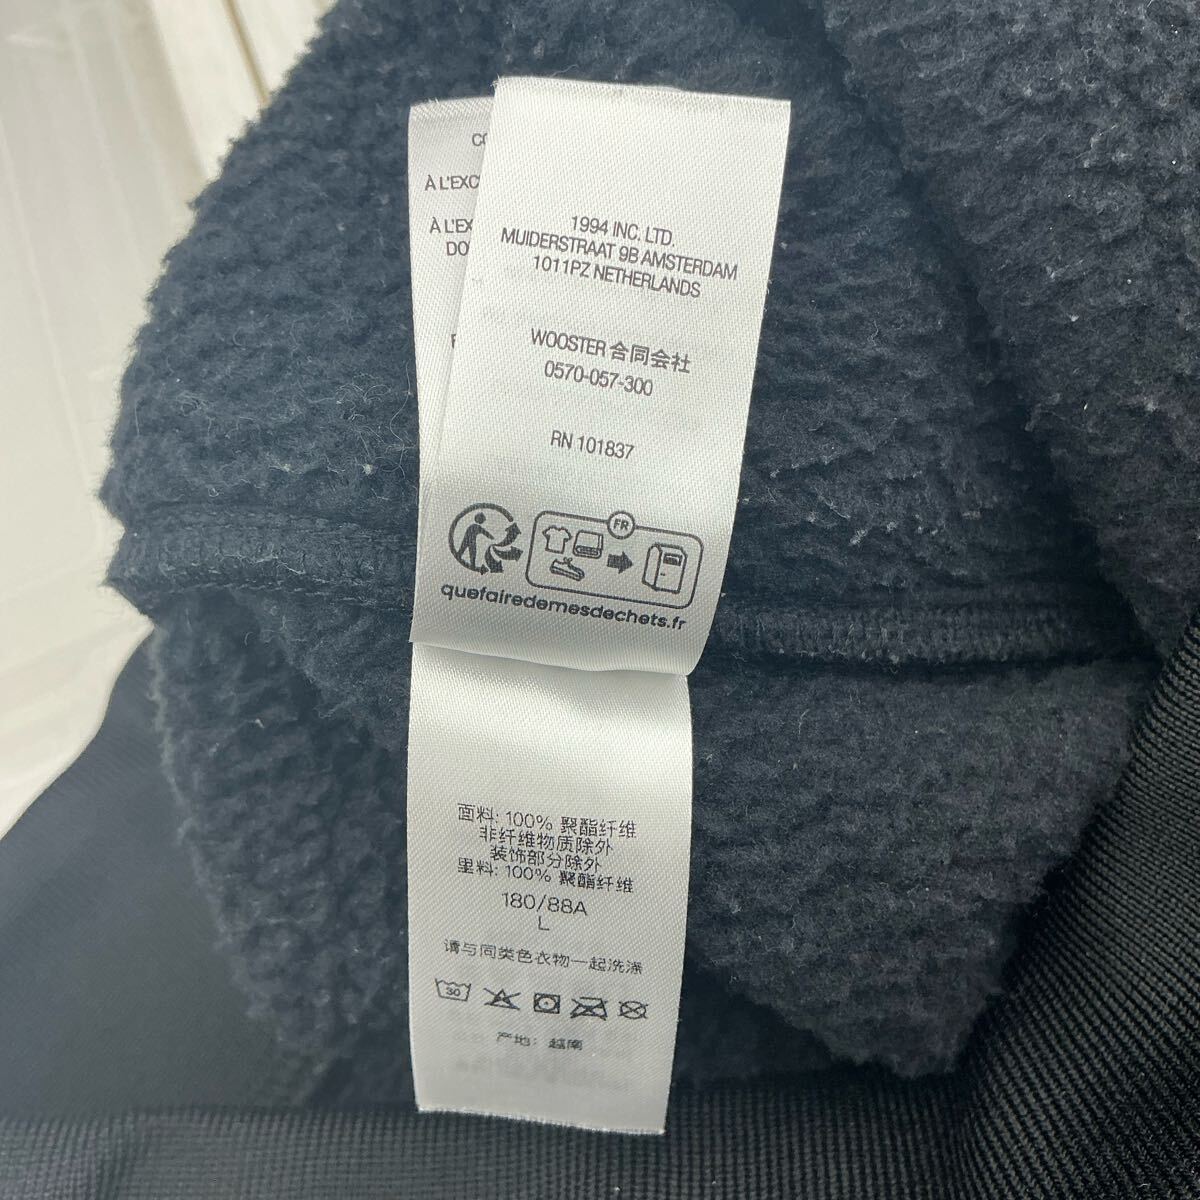 À L'EXC
À L'EX
DO
1994 INC. LTD.
MUIDERSTRAAT 9B AMSTERDAM
1011PZ NETHERLANDS
WOOSTER 合同会社
0570-057-300
RN 101837
FR
quefairedemesdechets.fr
面料: 100% 聚酯纤维
非纤维物质除外
装饰部分除外
里料: 100% 聚酯纤维
180/88A
L
请与同类色衣物一起洗涤
30
产地: 越南